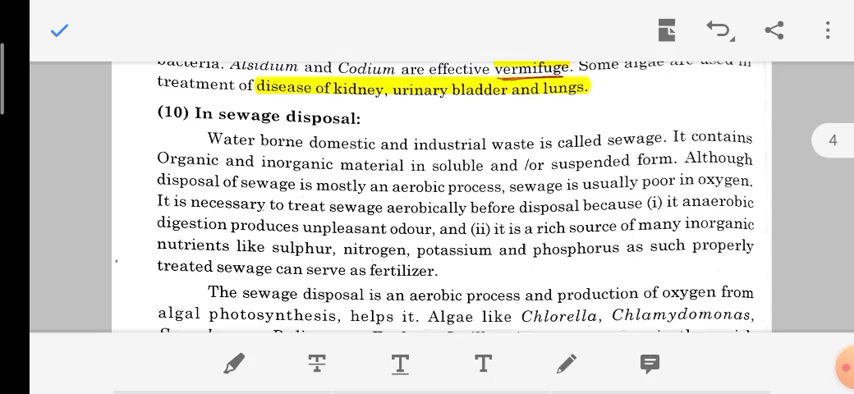 bacteria. Alsidium and Codium are effective vermifuge. Some algae are used in
treatment of disease of kidney, urinary bladder and lungs.
(10) In sewage disposal:
Water borne domestic and industrial waste is called sewage. It contains
Organic and inorganic material in soluble and /or suspended form. Although
disposal of sewage is mostly an aerobic process, sewage is usually poor in oxygen.
It is necessary to treat sewage aerobically before disposal because (i) it anaerobic
digestion produces unpleasant odour, and (ii) it is a rich source of many inorganic
nutrients like sulphur, nitrogen, potassium and phosphorus as such properly
treated sewage can serve as fertilizer.
The sewage disposal is an aerobic process and production of oxygen from
algal photosynthesis, helps it. Algae like Chlorella, Chlamydomonas,
4
T
T
T